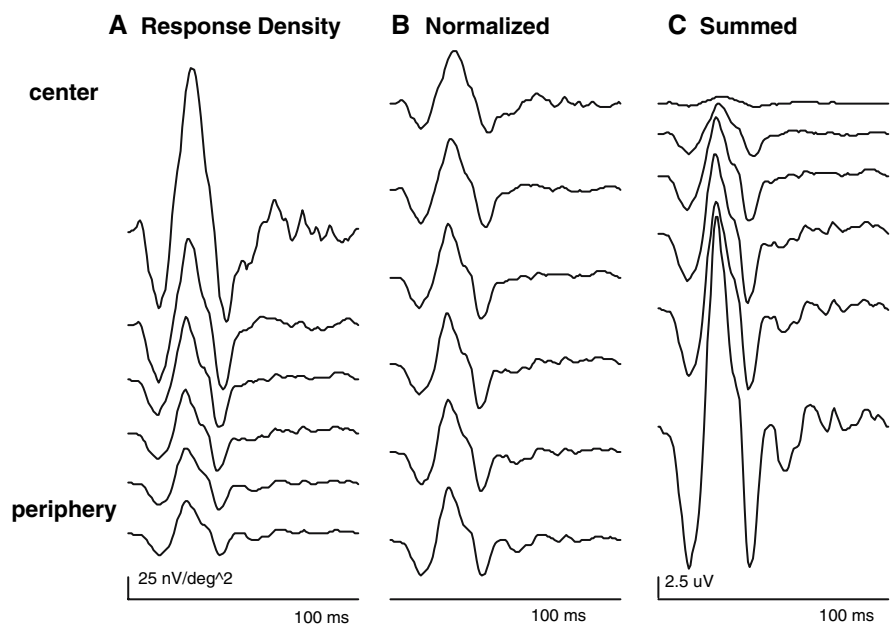 A Response Density
B Normalized
C Summed
center
periphery
25 nV/deg^2
100 ms
100 ms
2.5 uV
100 ms